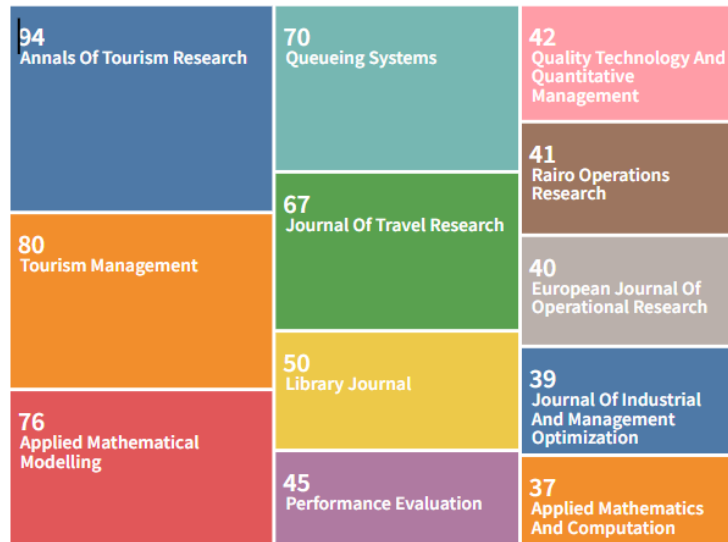 94
Annals Of Tourism Research
80
Tourism Management
76
Applied Mathematical
Modelling
70
Queueing Systems
67
Journal Of Travel Research
50
Library Journal
45
Performance Evaluation
42
Quality Technology And
Quantitative
Management
41
Rairo Operations
Research
40
European Journal Of
Operational Research
39
Journal Of Industrial
And Management
Optimization
37
Applied Mathematics
And Computation